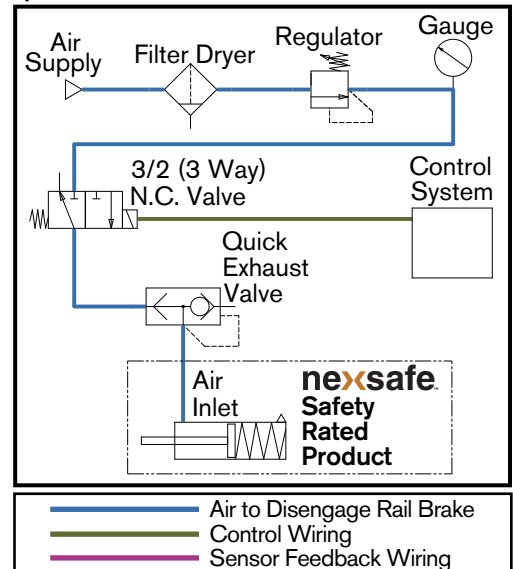 Air
Supply
Filter Dryer
Regulator
Gauge
3/2 (3 Way)
N.C. Valve
Control
System
Quick
Exhaust
Valve
Air
Inlet
nexsafe
Safety
Rated
Product
Air to Disengage Rail Brake
Control Wiring
Sensor Feedback Wiring